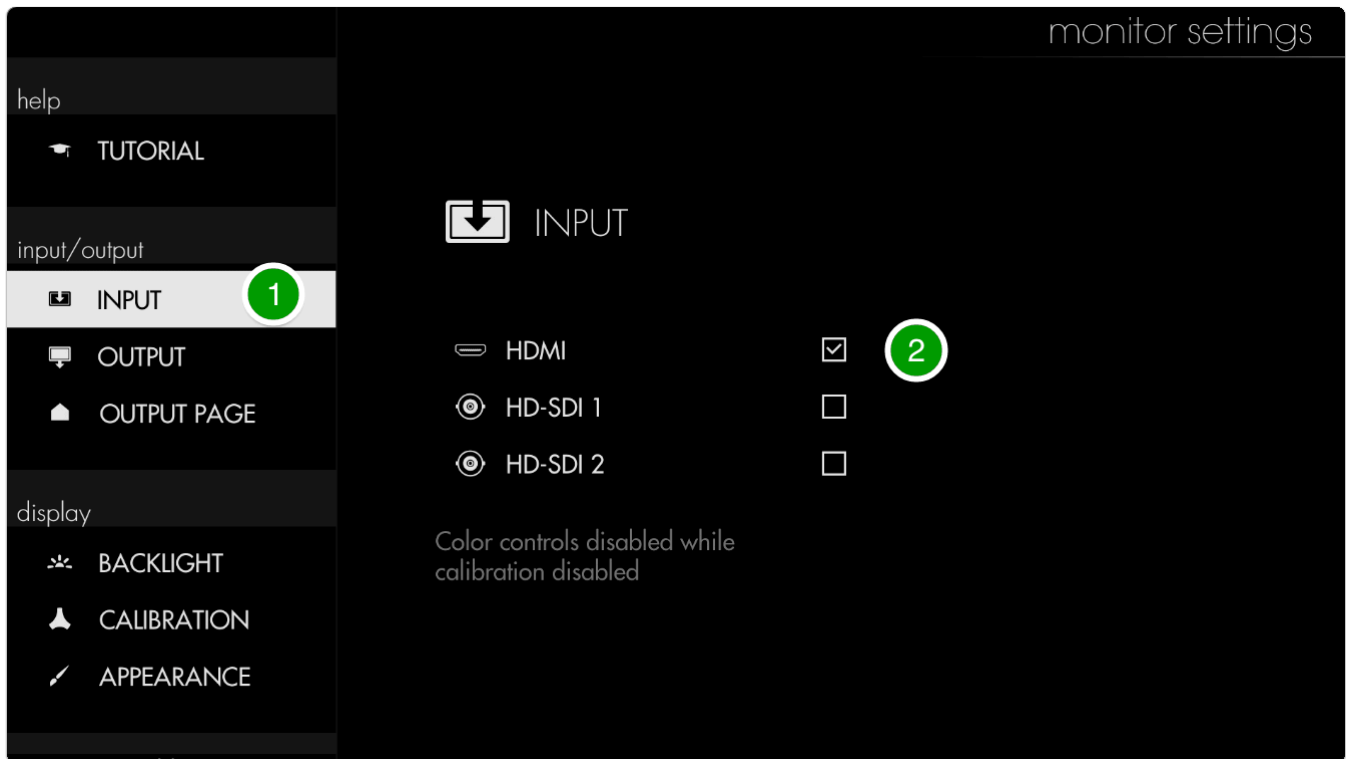 monitor settings
help
TUTORIAL
input/output
INPUT
1
OUTPUT
OUTPUT PAGE
display
BACKLIGHT
CALIBRATION
APPEARANCE
INPUT
HDMI
2
HD-SDI 1
HD-SDI 2
Color controls disabled while
calibration disabled